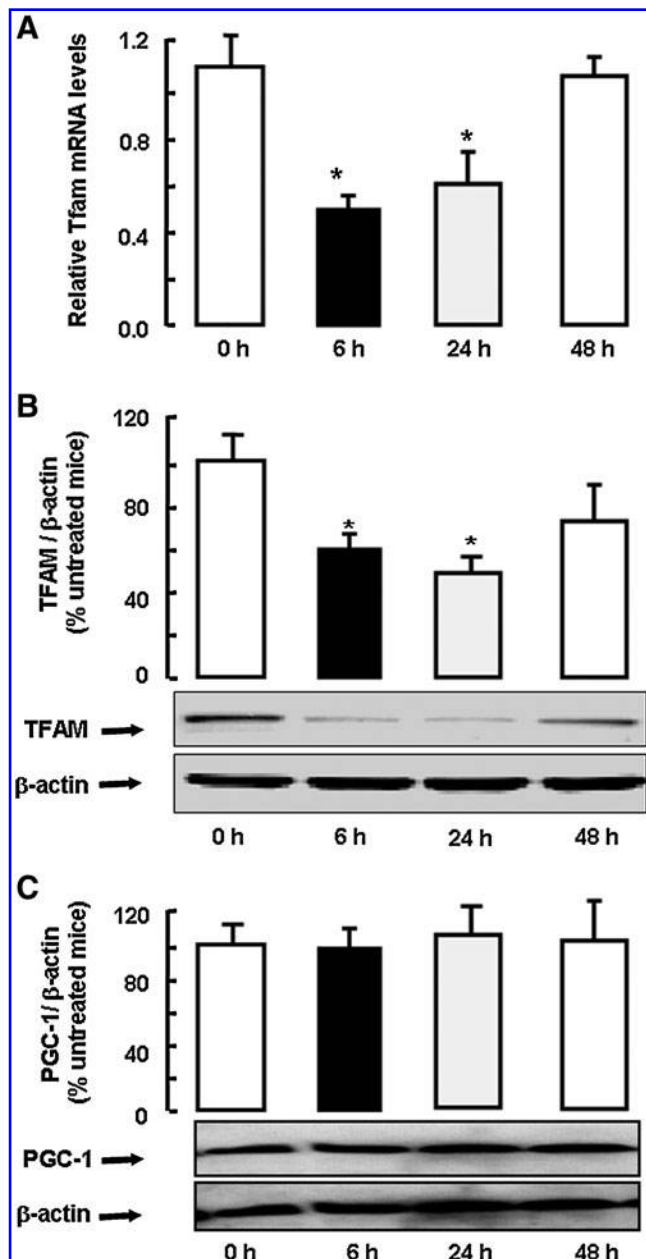 A
Relative Tfam mRNA levels
1.2
0.8
0.4
0.0
*
*
0 h
6 h
24 h
48 h
B
TFAM / β-actin
(% untreated mice)
120
80
40
0
*
*
TFAM
β-actin
0 h
6 h
24 h
48 h
C
PGC-1/ β-actin
(% untreated mice)
120
80
40
0
PGC-1
β-actin
0 h
6 h
24 h
48 h